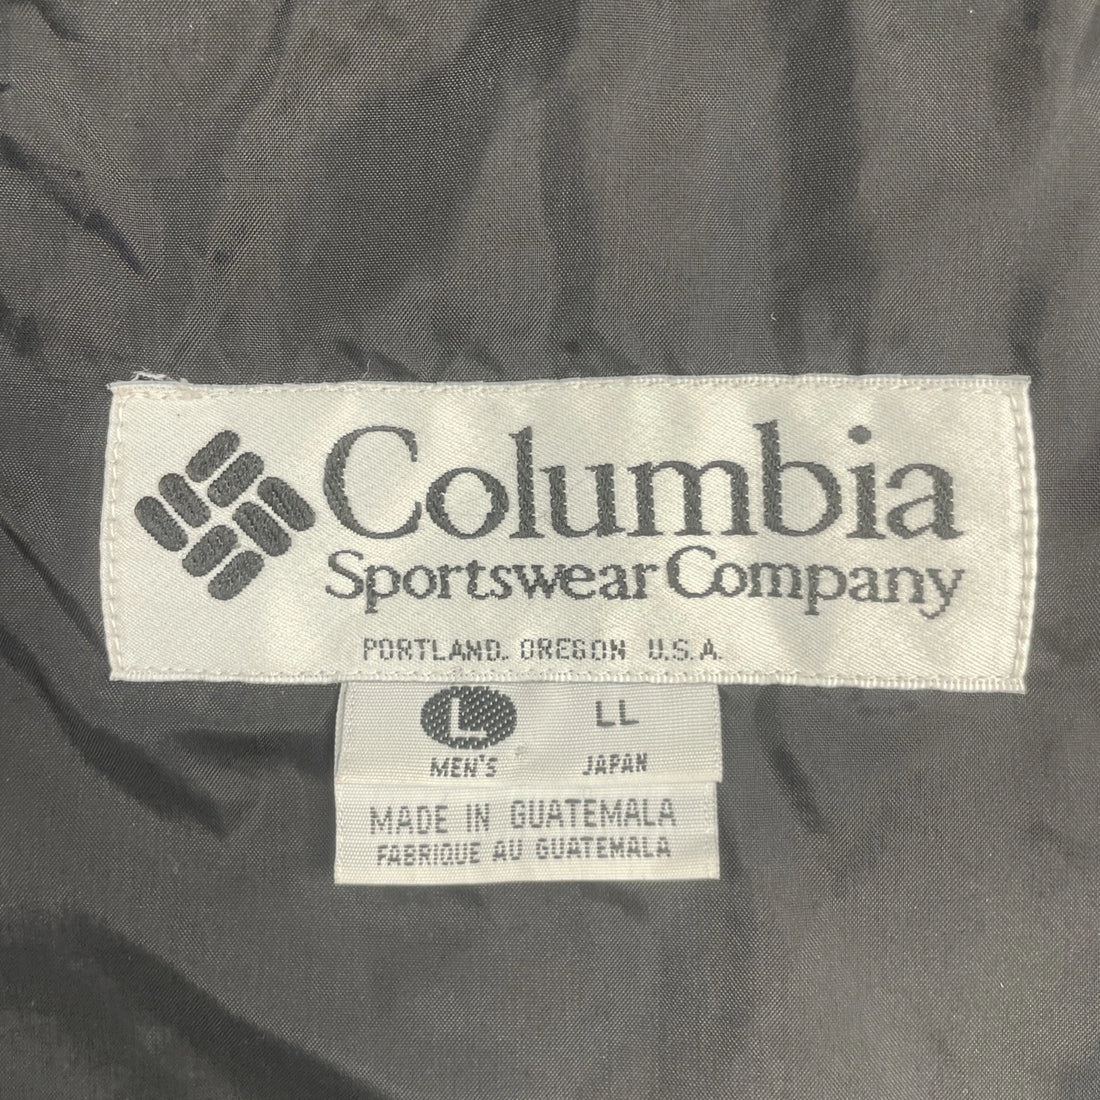 Columbia
Sportswear Company
PORTLAND, OREGON U.S.A.
L LL
MEN'S JAPAN
MADE IN GUATEMALA
FABRIQUE AU GUATEMALA